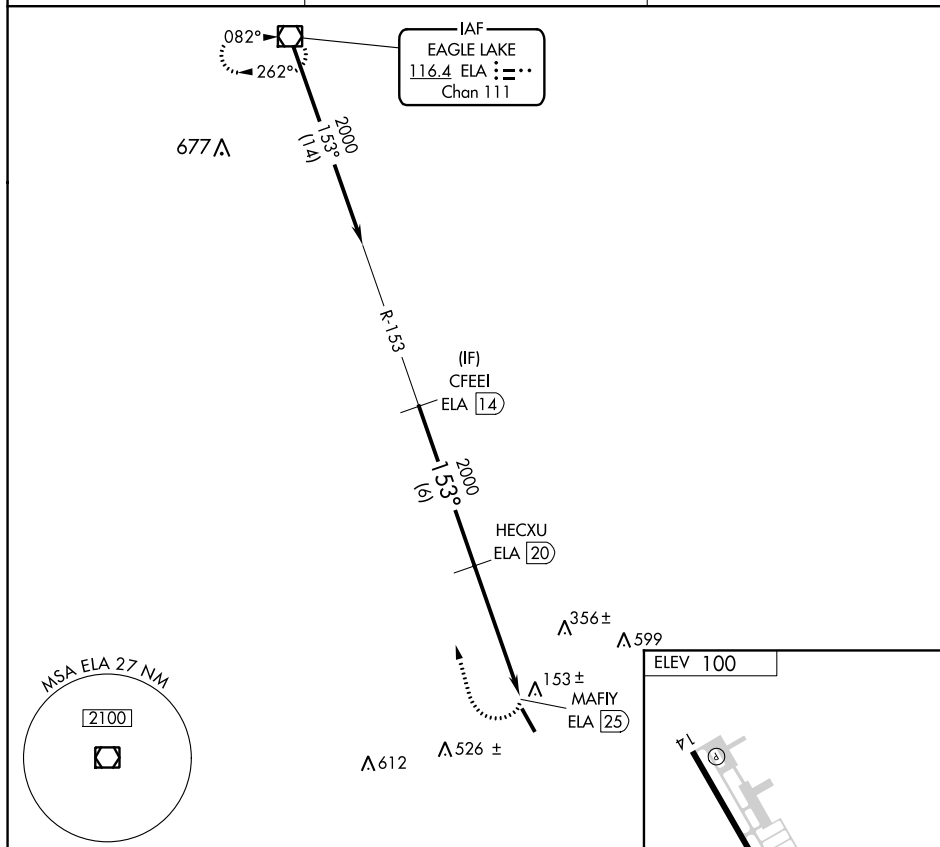 IAF
EAGLE LAKE
116.4 ELA
Chan 111
082°
262°
677
2000
153°
(14)
R-153
(IF)
CFEEI
ELA 14
2000
153°
(6)
HECXU
ELA 20
356 ±
599
153 ±
MAFIY
ELA 25
526 ±
612
MSA ELA 27 NM
2100
ELEV 100
14
P